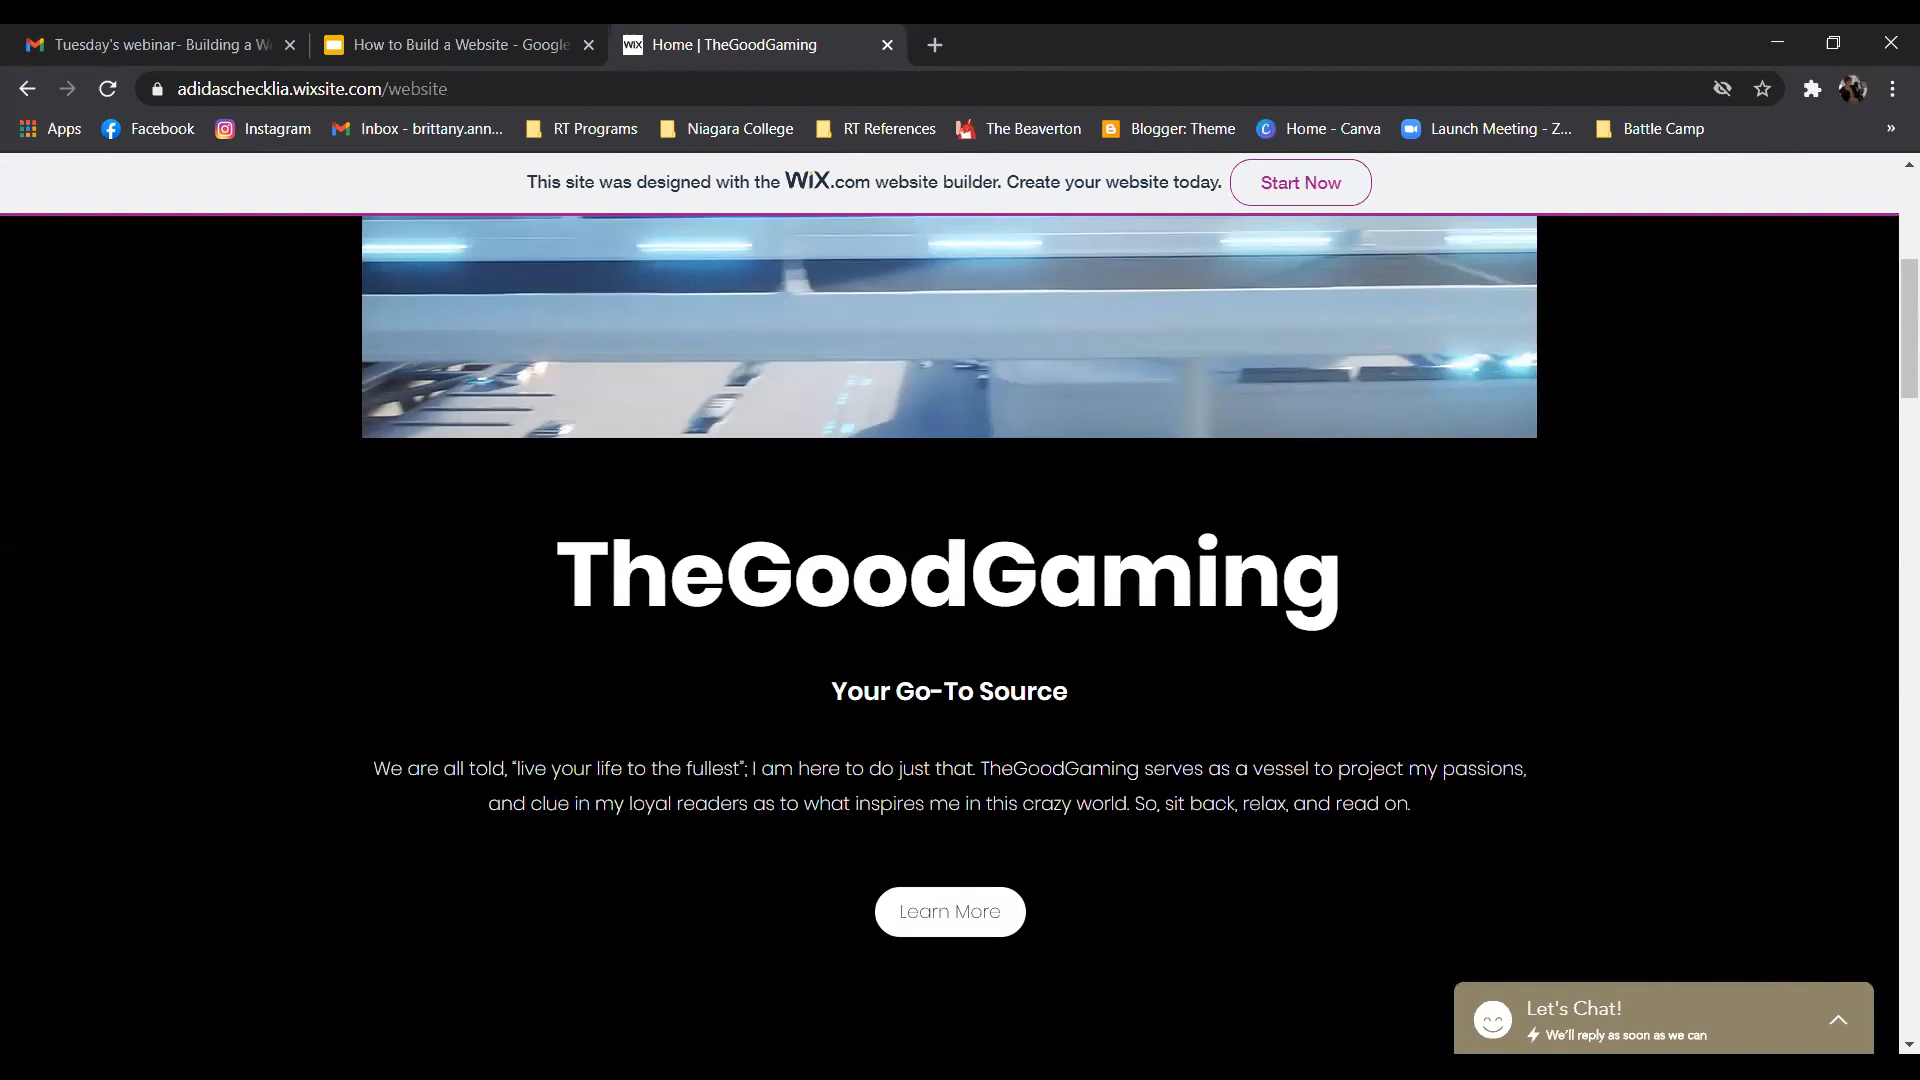 Tuesday's webinar- Building a W
How to Build a Website - Google
WIX Home | TheGoodGaming
adidaschecklia.wixsite.com/website
Apps Facebook Instagram Inbox - brittany.ann... RT Programs Niagara College RT References The Beaverton Blogger: Theme Home - Canva Launch Meeting - Z... Battle Camp »
This site was designed with the WiX.com website builder. Create your website today. Start Now
TheGoodGaming
Your Go-To Source
We are all told, “live your life to the fullest”; I am here to do just that. TheGoodGaming serves as a vessel to project my passions,
and clue in my loyal readers as to what inspires me in this crazy world. So, sit back, relax, and read on.
Learn More
Let's Chat!
We'll reply as soon as we can